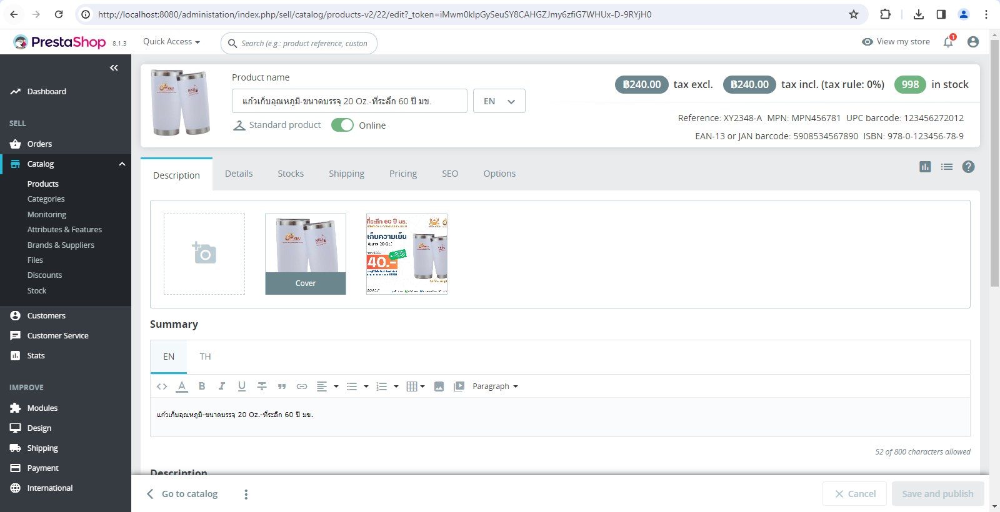 http://localhost:8080/administation/index.php/sell/catalog/products-v2/22/edit?_token=iMwm0klpGySeuSY8CAHGZJmy6zfiG7WHUx-D-9RYjH0
PrestaShop 8.1.3
Quick Access
Search (e.g.: product reference, custon
View my store
1
Dashboard
SELL
Orders
Catalog
Products
Categories
Monitoring
Attributes & Features
Brands & Suppliers
Files
Discounts
Stock
Customers
Customer Service
Stats
IMPROVE
Modules
Design
Shipping
Payment
International
Product name
แก้วเก็บอุณหภูมิ-ขนาดบรรจุ 20 Oz.-ที่ระลึก 60 ปี มข.
EN
Standard product
Online
฿240.00 tax excl. ฿240.00 tax incl. (tax rule: 0%) 998 in stock
Reference: XY2348-A MPN: MPN456781 UPC barcode: 123456272012
EAN-13 or JAN barcode: 5908534567890 ISBN: 978-0-123456-78-9
Description Details Stocks Shipping Pricing SEO Options
KKU
KKU
Cover
ที่ระลึก 60 ปี มข.
เก็บความเย็น
40.-
Summary
EN TH
Paragraph
แก้วเก็บอุณหภูมิ-ขนาดบรรจุ 20 Oz.-ที่ระลึก 60 ปี มข.
52 of 800 characters allowed
Description
Go to catalog
Cancel
Save and publish